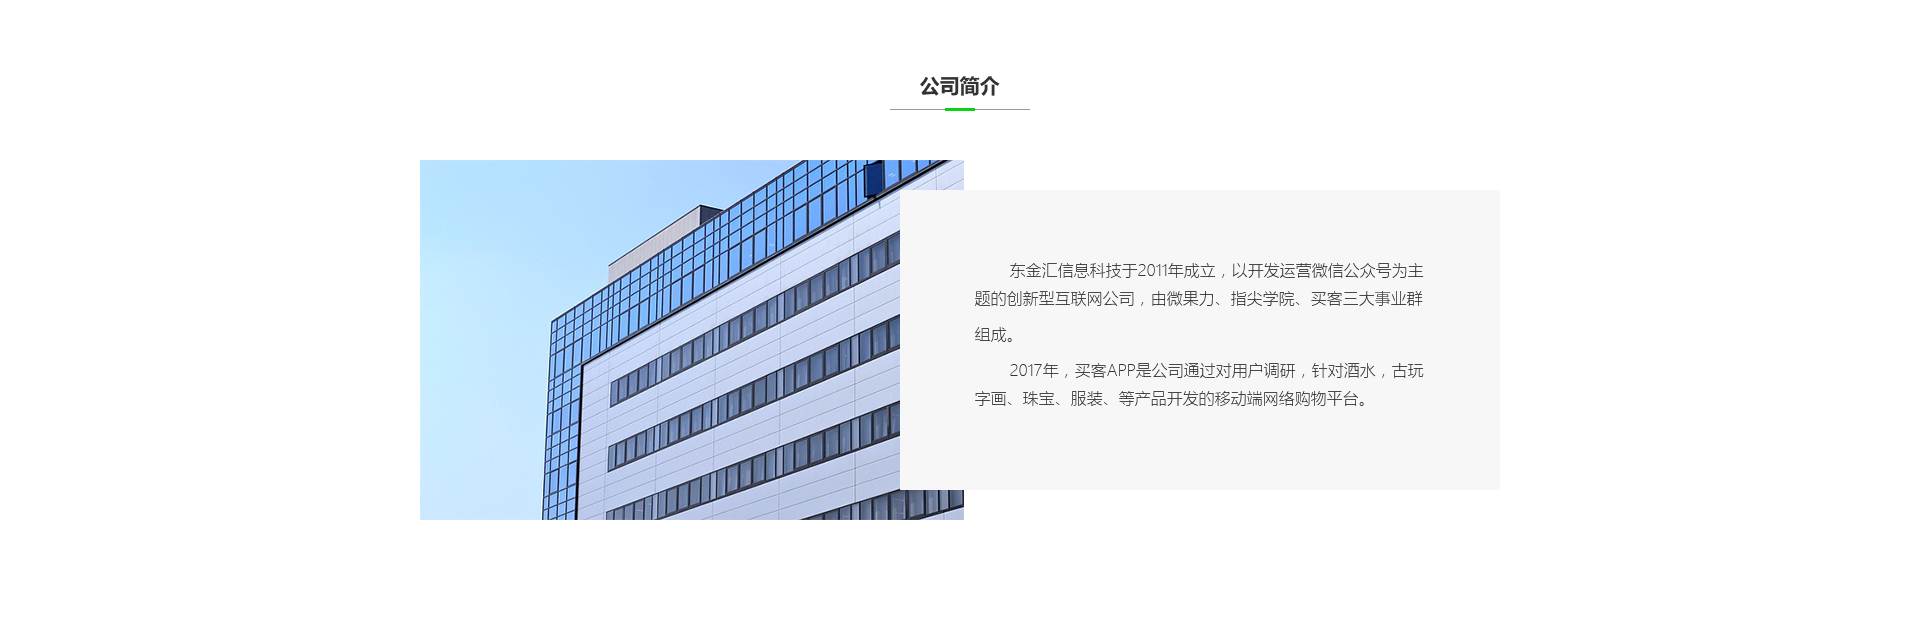 公司简介
东金汇信息科技于2011年成立，以开发运营微信公众号为主
题的创新型互联网公司，由微果力、指尖学院、买客三大事业群
组成。
2017年，买客APP是公司通过对用户调研，针对酒水，古玩
字画、珠宝、服装、等产品开发的移动端网络购物平台。